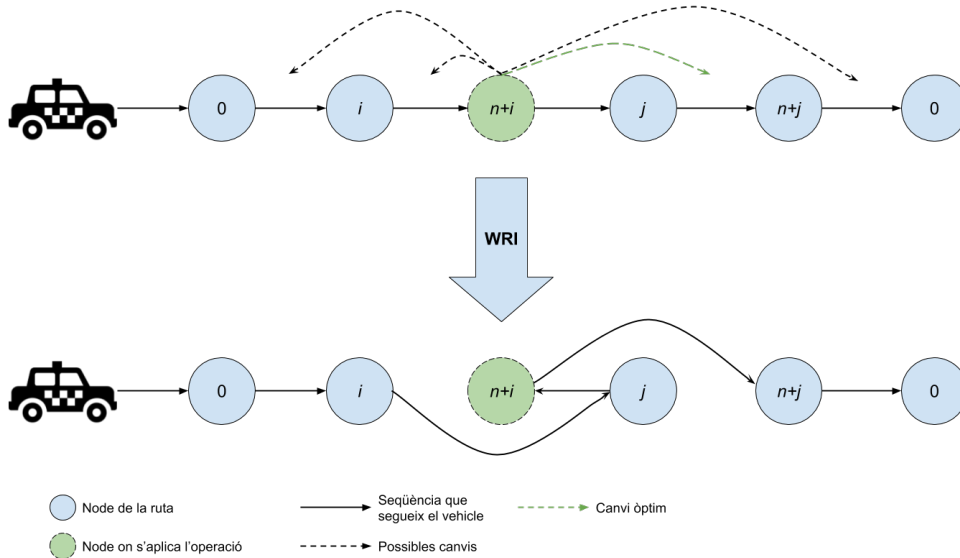 0 i n+i j n+j 0
WRI
0 i n+i j n+j 0
Node de la ruta
Seqüència que
segueix el vehicle
Canvi òptim
Node on s'aplica l'operació
Possibles canvis